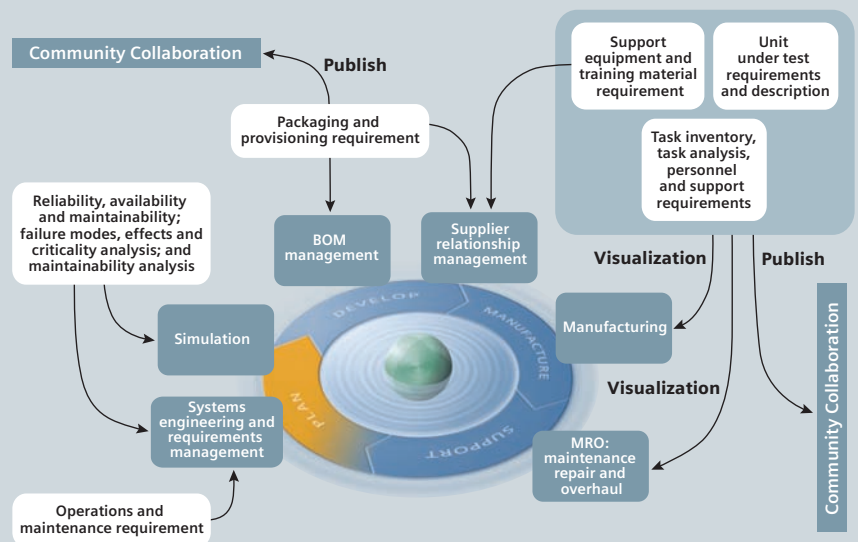 Community Collaboration
Publish
Packaging and
provisioning requirement
Support
equipment and
training material
requirement
Unit
under test
requirements
and description
Task inventory,
task analysis,
personnel
and support
requirements
Reliability, availability
and maintainability;
failure modes, effects and
criticality analysis; and
maintainability analysis
BOM
management
Supplier
relationship
management
Visualization
Publish
Simulation
DEVELOP
MANUFACTURE
Manufacturing
Community Collaboration
Visualization
PLAN
SUPPORT
Systems
engineering and
requirements
management
MRO:
maintenance
repair and
overhaul
Operations and
maintenance requirement